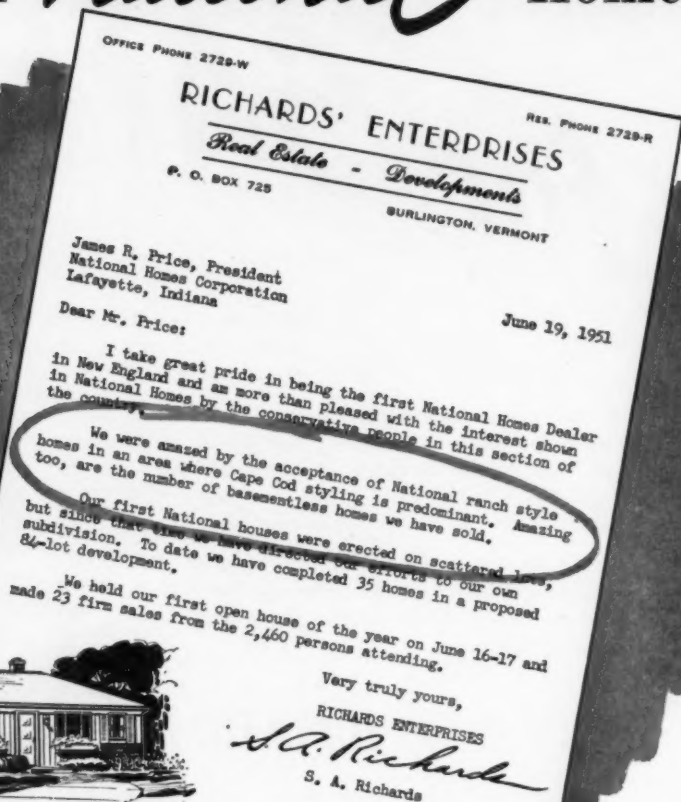 National
OFFICE PHONE 2729-W
RES. PHONE 2729-R
RICHARDS' ENTERPRISES
Real Estate - Developments
P. O. BOX 725
BURLINGTON, VERMONT
James R. Price, President
National Homes Corporation
Lafayette, Indiana
June 19, 1951
Dear Mr. Price:
I take great pride in being the first National Homes Dealer
in New England and am more than pleased with the interest shown
in National Homes by the conservative people in this section of
the country.
We were amazed by the acceptance of National ranch style
homes in an area where Cape Cod styling is predominant. Amazing
too, are the number of basementless homes we have sold.
Our first National houses were erected on scattered lots,
but since that time we have directed our efforts to our own
subdivision. To date we have completed 35 homes in a proposed
84-lot development.
We held our first open house of the year on June 16-17 and
made 23 firm sales from the 2,460 persons attending.
Very truly yours,
RICHARDS ENTERPRISES
S. A. Richards
S. A. Richards